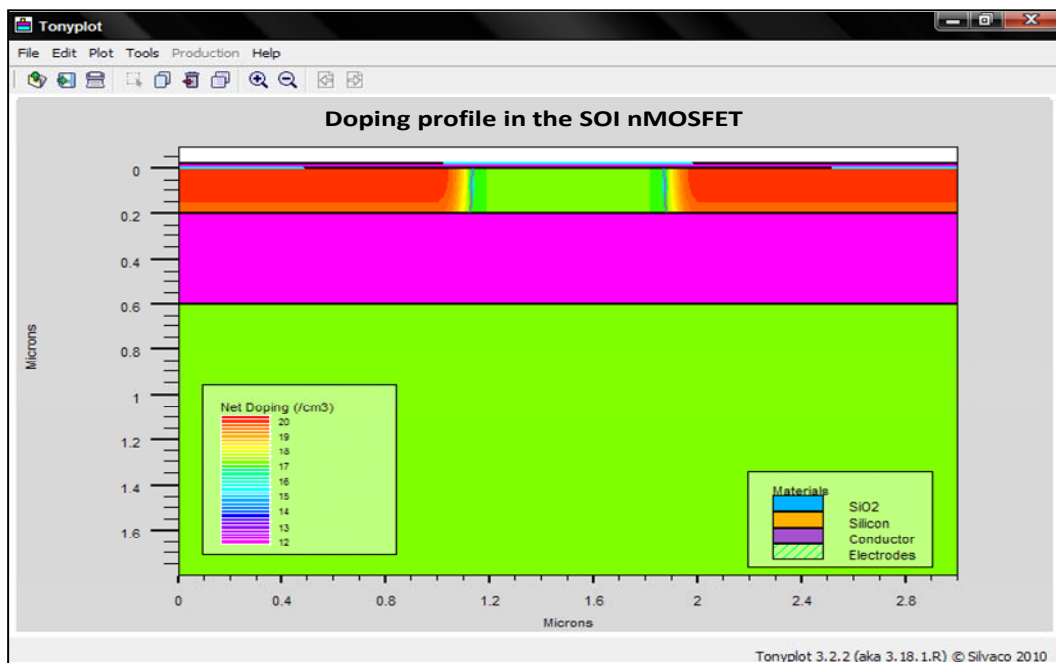 Tonyplot
File Edit Plot Tools Production Help
Doping profile in the SOI nMOSFET
0
0.2
0.4
0.6
0.8
1
1.2
1.4
1.6
Microns
Net Doping (/cm3)
20
19
18
17
16
15
14
13
12
Materials
SiO2
Silicon
Conductor
Electrodes
0 0.4 0.8 1.2 1.6 2 2.4 2.8
Microns
Tonyplot 3.2.2 (aka 3.18.1.R) © Silvaco 2010